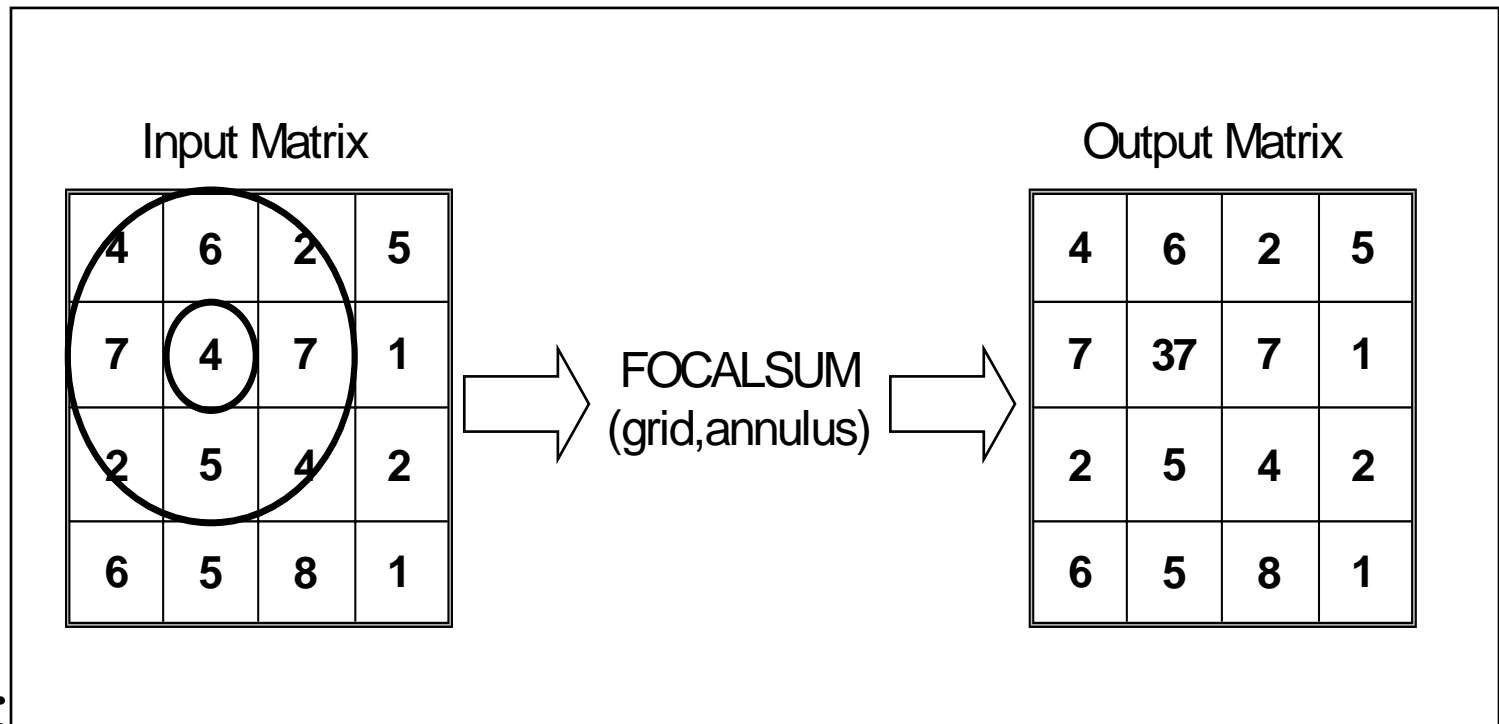 Input Matrix
4 6 2 5
7 4 7 1
2 5 4 2
6 5 8 1
FOCALSUM
(grid,annulus)
Output Matrix
4 6 2 5
7 37 7 1
2 5 4 2
6 5 8 1